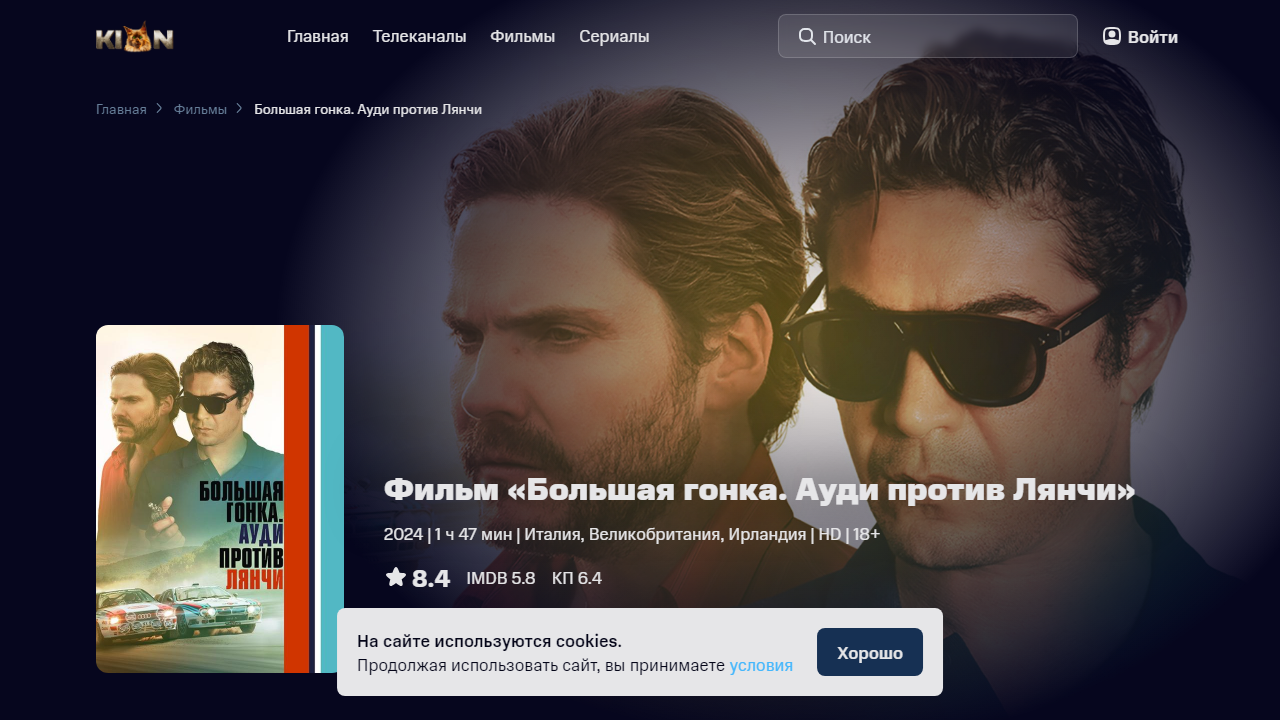 KION
Главная
Телеканалы
Фильмы
Сериалы
Поиск
Войти
Главная
Фильмы
Большая гонка. Ауди против Лянчи
БОЛЬШАЯ
ГОНКА.
АУДИ
ПРОТИВ
ЛЯНЧИ
Фильм «Большая гонка. Ауди против Лянчи»
2024 | 1 ч 47 мин | Италия, Великобритания, Ирландия | HD | 18+
8.4 IMDB 5.8 КП 6.4
На сайте используются cookies.
Продолжая использовать сайт, вы принимаете условия
Хорошо